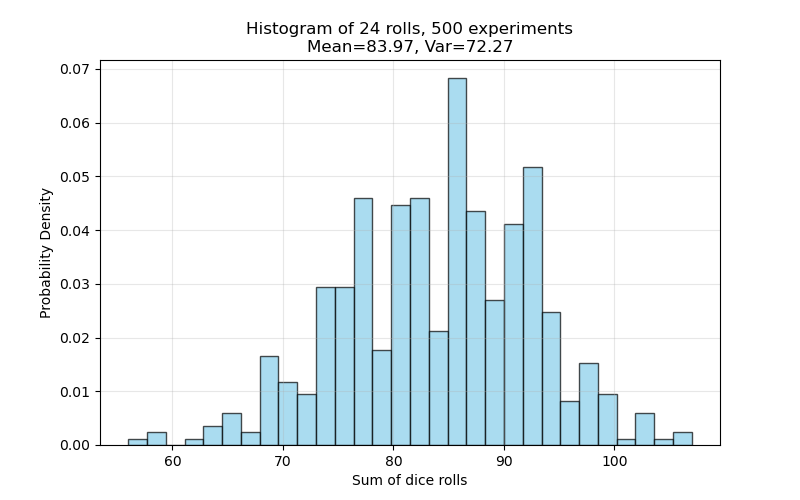 Histogram of 24 rolls, 500 experiments
Mean=83.97, Var=72.27
0.07
0.06
0.05
0.04
0.03
0.02
0.01
0.00
Probability Density
60 70 80 90 100
Sum of dice rolls